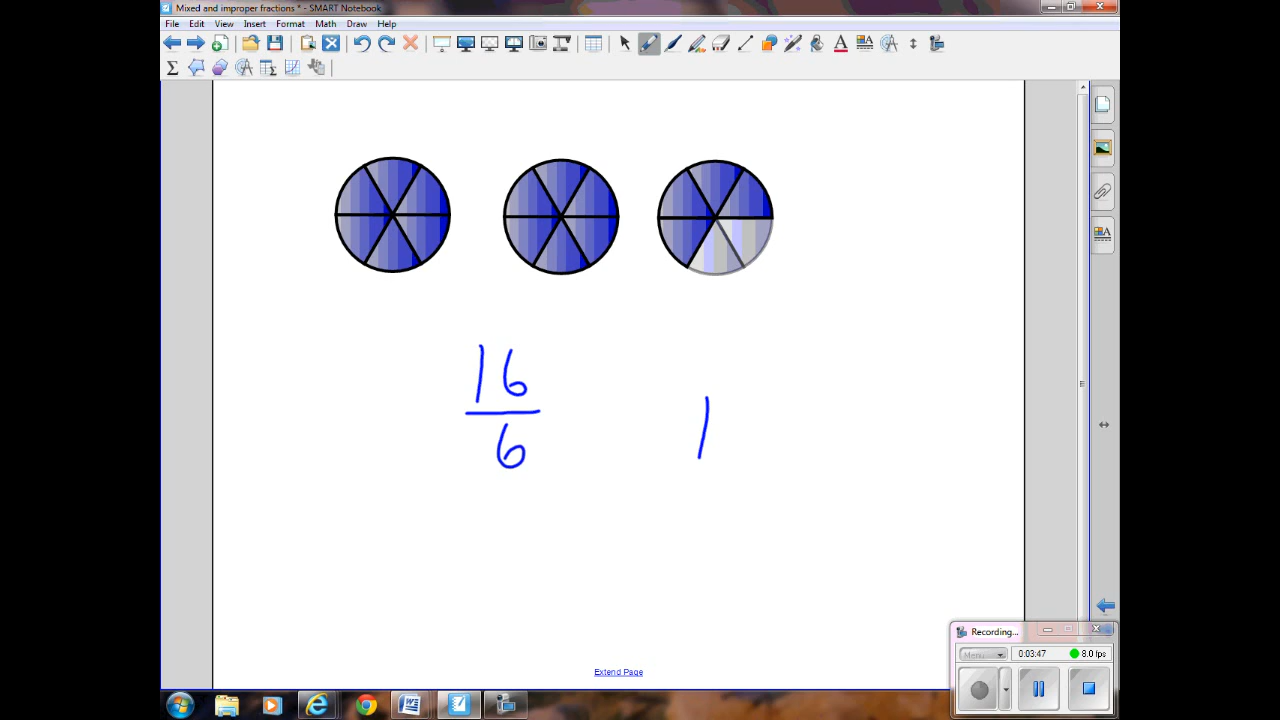 Mixed and improper fractions * - SMART Notebook
File Edit View Insert Format Math Draw Help
16
6
1
Extend Page
Recording...
Menu 0:03:47 8.0 fps